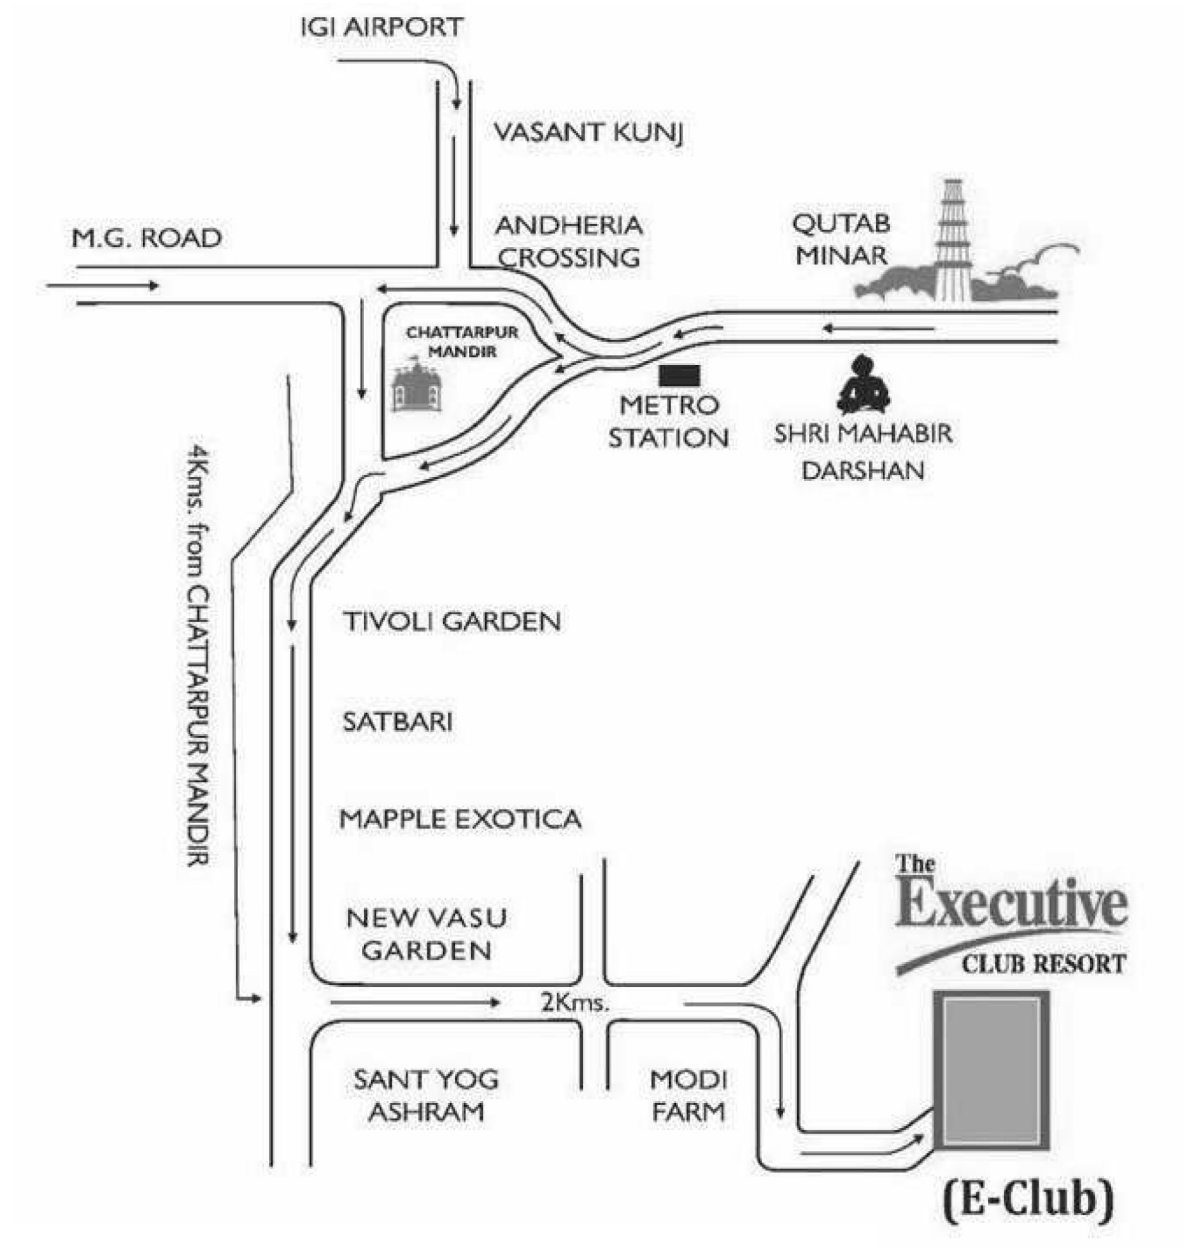 IGI AIRPORT
VASANT KUNJ
M.G. ROAD
ANDHERIA
CROSSING
QUTAB
MINAR
CHATTARPUR
MANDIR
METRO
STATION
SHRI MAHABIR
DARSHAN
4Kms. from CHATTARPUR MANDIR
TIVOLI GARDEN
SATBARI
MAPPLE EXOTICA
NEW VASU
GARDEN
The
Executive
CLUB RESORT
2Kms.
SANT YOG
ASHRAM
MODI
FARM
(E-Club)